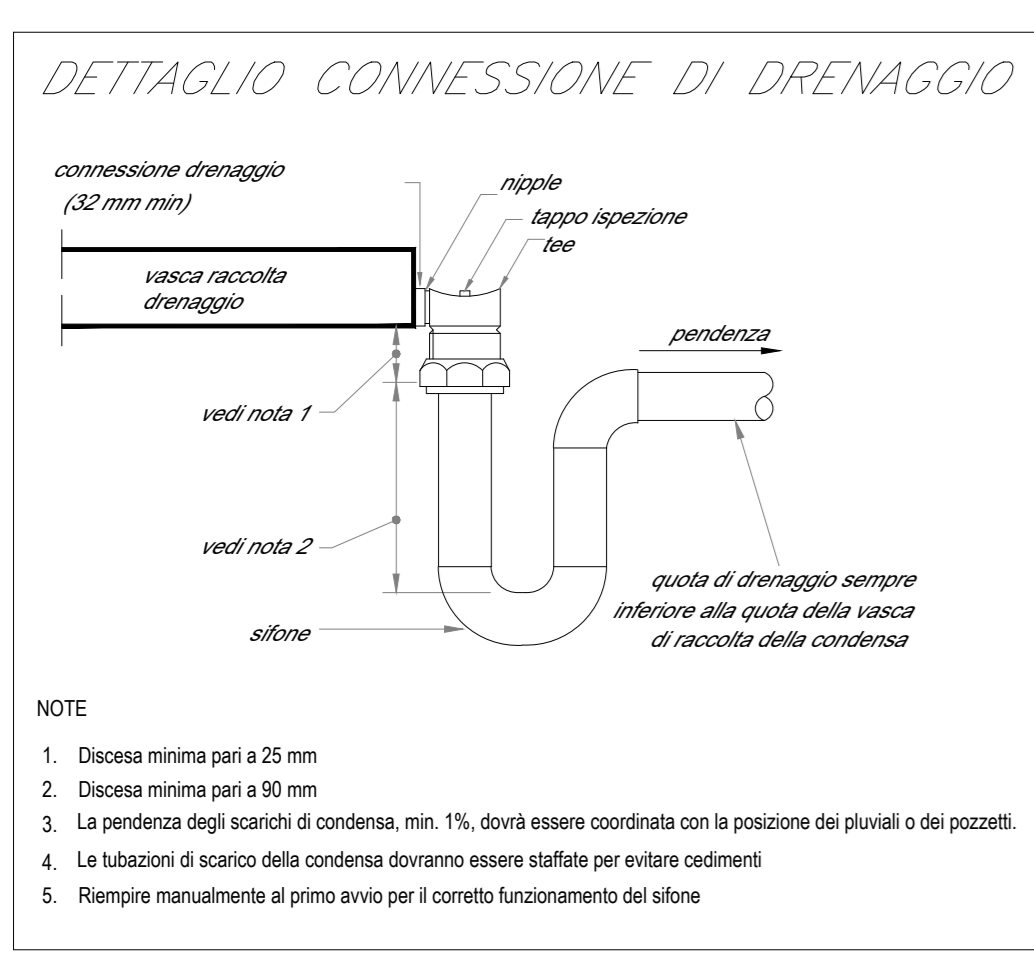 DETTAGLIO CONNESSIONE DI DRENAGGIO
connessione drenaggio
(32 mm min)
nipple
tappo ispezione
tee
vasca raccolta
drenaggio
pendenza
vedi nota 1
vedi nota 2
quota di drenaggio sempre
inferiore alla quota della vasca
di raccolta della condensa
sifone
NOTE
1. Discesa minima pari a 25 mm
2. Discesa minima pari a 90 mm
3. La pendenza degli scarichi di condensa, min. 1%, dovrà essere coordinata con la posizione dei pluviali o dei pozzetti.
4. Le tubazioni di scarico della condensa dovranno essere staffate per evitare cedimenti
5. Riempire manualmente al primo avvio per il corretto funzionamento del sifone